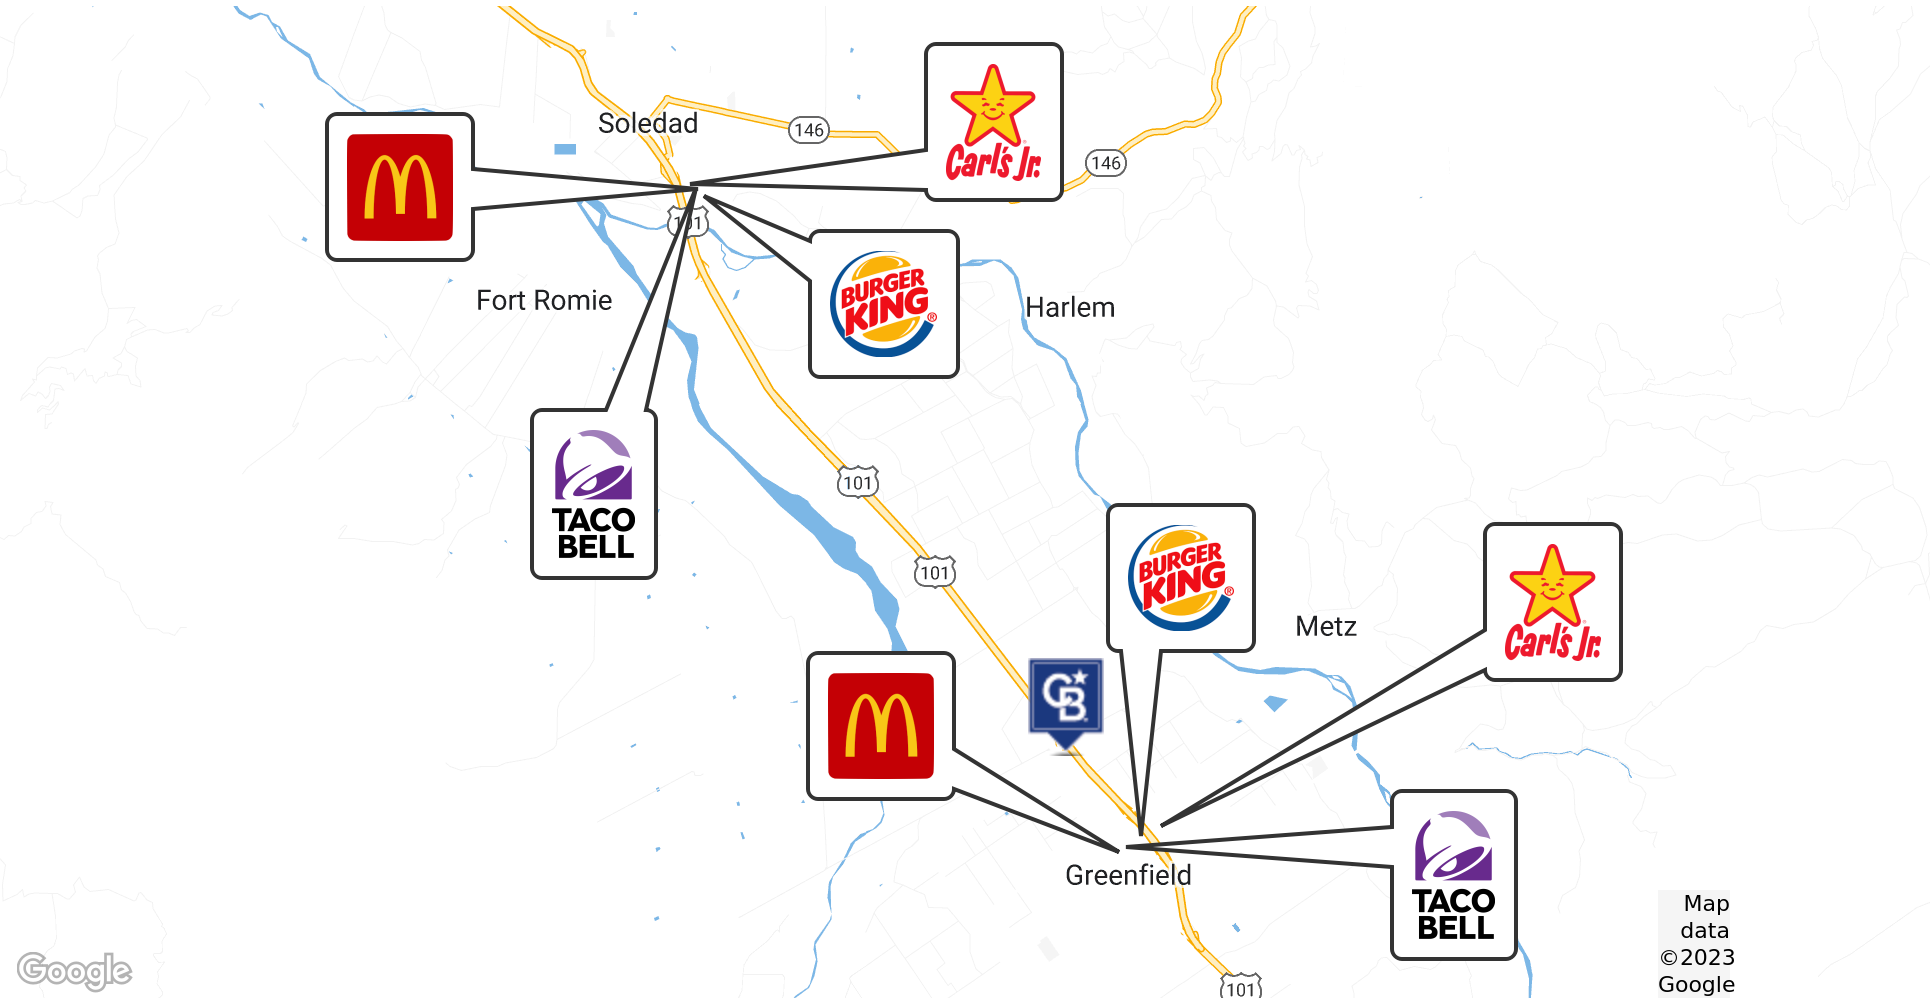 Soledad
146
146
Carl's Jr.
101
BURGER
KING®
Fort Romie
Harlem
TACO
BELL
101
101
BURGER
KING®
Carl's Jr.
Metz
CB
Greenfield
TACO
BELL
101
Map
data
©2023
Google
Google